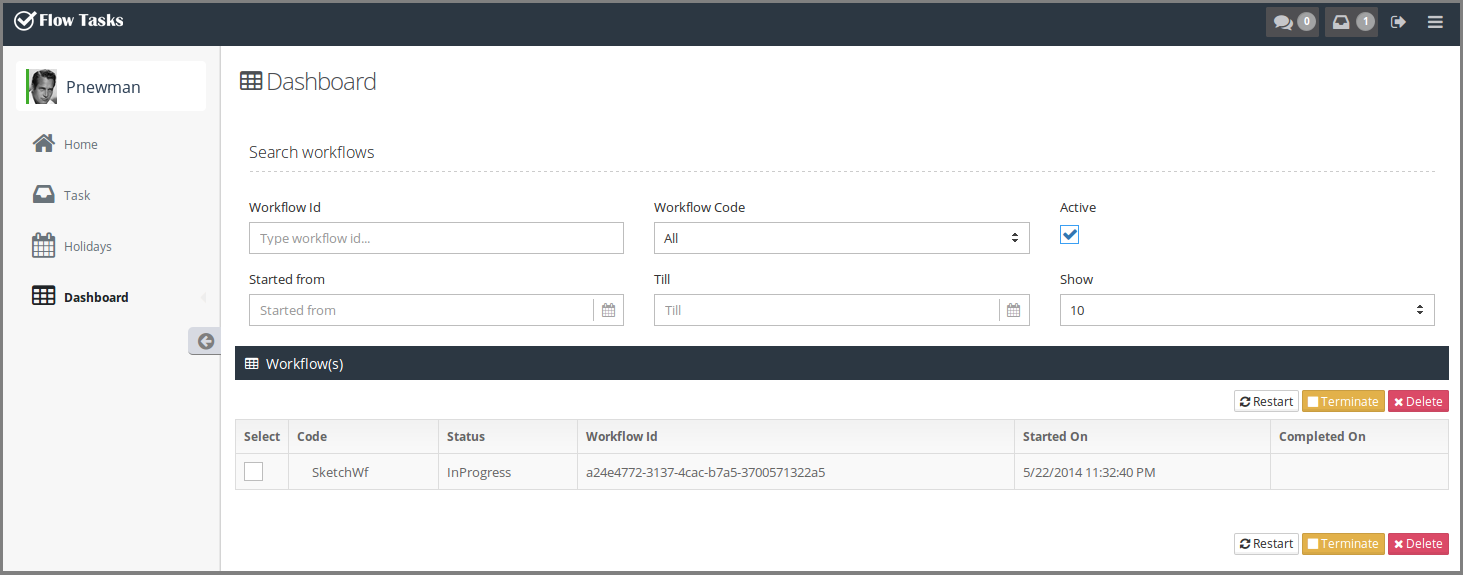 Flow Tasks
0
1
Pnewman
Home
Task
Holidays
Dashboard
Dashboard
Search workflows
Workflow Id Workflow Code Active
Type workflow id... All
Started from Till Show
Started from Till 10
Workflow(s)
Restart Terminate Delete
Select Code Status Workflow Id Started On Completed On
SketchWf InProgress a24e4772-3137-4cac-b7a5-3700571322a5 5/22/2014 11:32:40 PM
Restart Terminate Delete